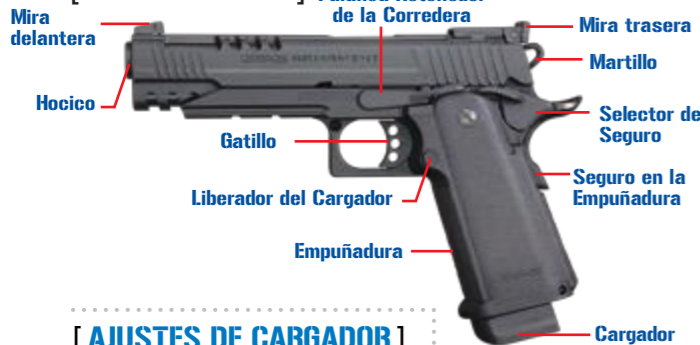 de la Corredera
Mira
delantera
Mira trasera
Martillo
Hocico
Selector de
Seguro
Gatillo
Seguro en la
Empuñadura
Liberador del Cargador
Empuñadura
[ AJUSTES DE CARGADOR ]
Cargador